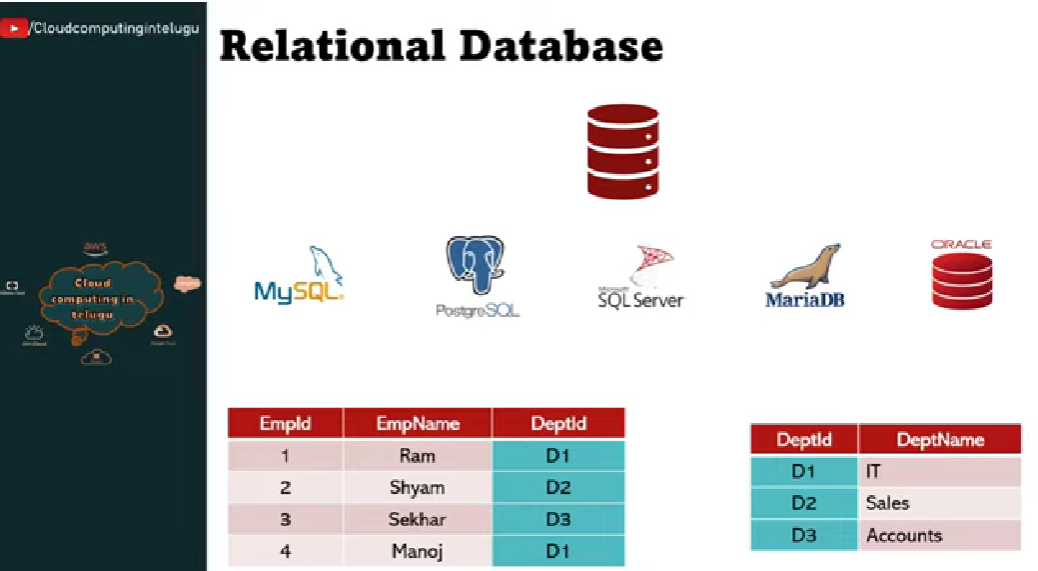 /Cloudcomputingintelugu
Relational Database
aws
Cloud
computing in
telugu
MySQL
PostgreSQL
Microsoft
SQL Server
MariaDB
ORACLE
EmpId EmpName DeptId
1 Ram D1
2 Shyam D2
3 Sekhar D3
4 Manoj D1
DeptId DeptName
D1 IT
D2 Sales
D3 Accounts